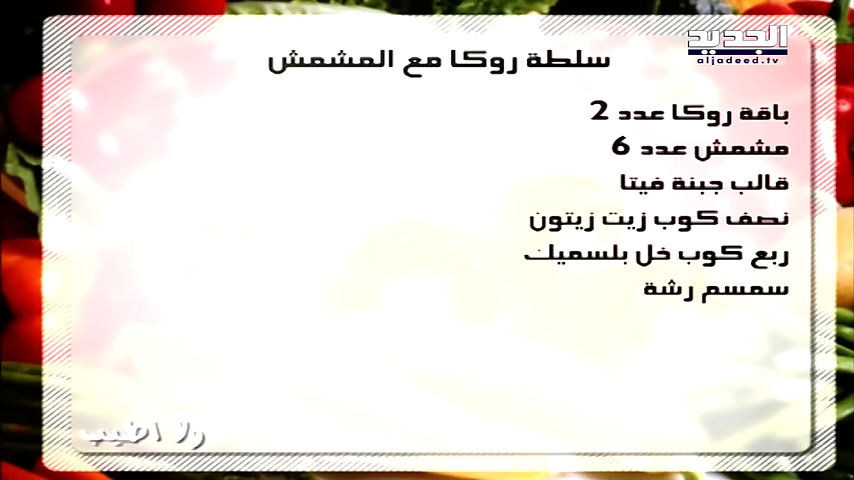 الجديد
aljadeed.tv
سلطة روكا مع المشمش
باقة روكا عدد 2
مشمش عدد 6
قالب جبنة فيتا
نصف كوب زيت زيتون
ربع كوب خل بلسميك
سمسم رشة
ولا اطيب